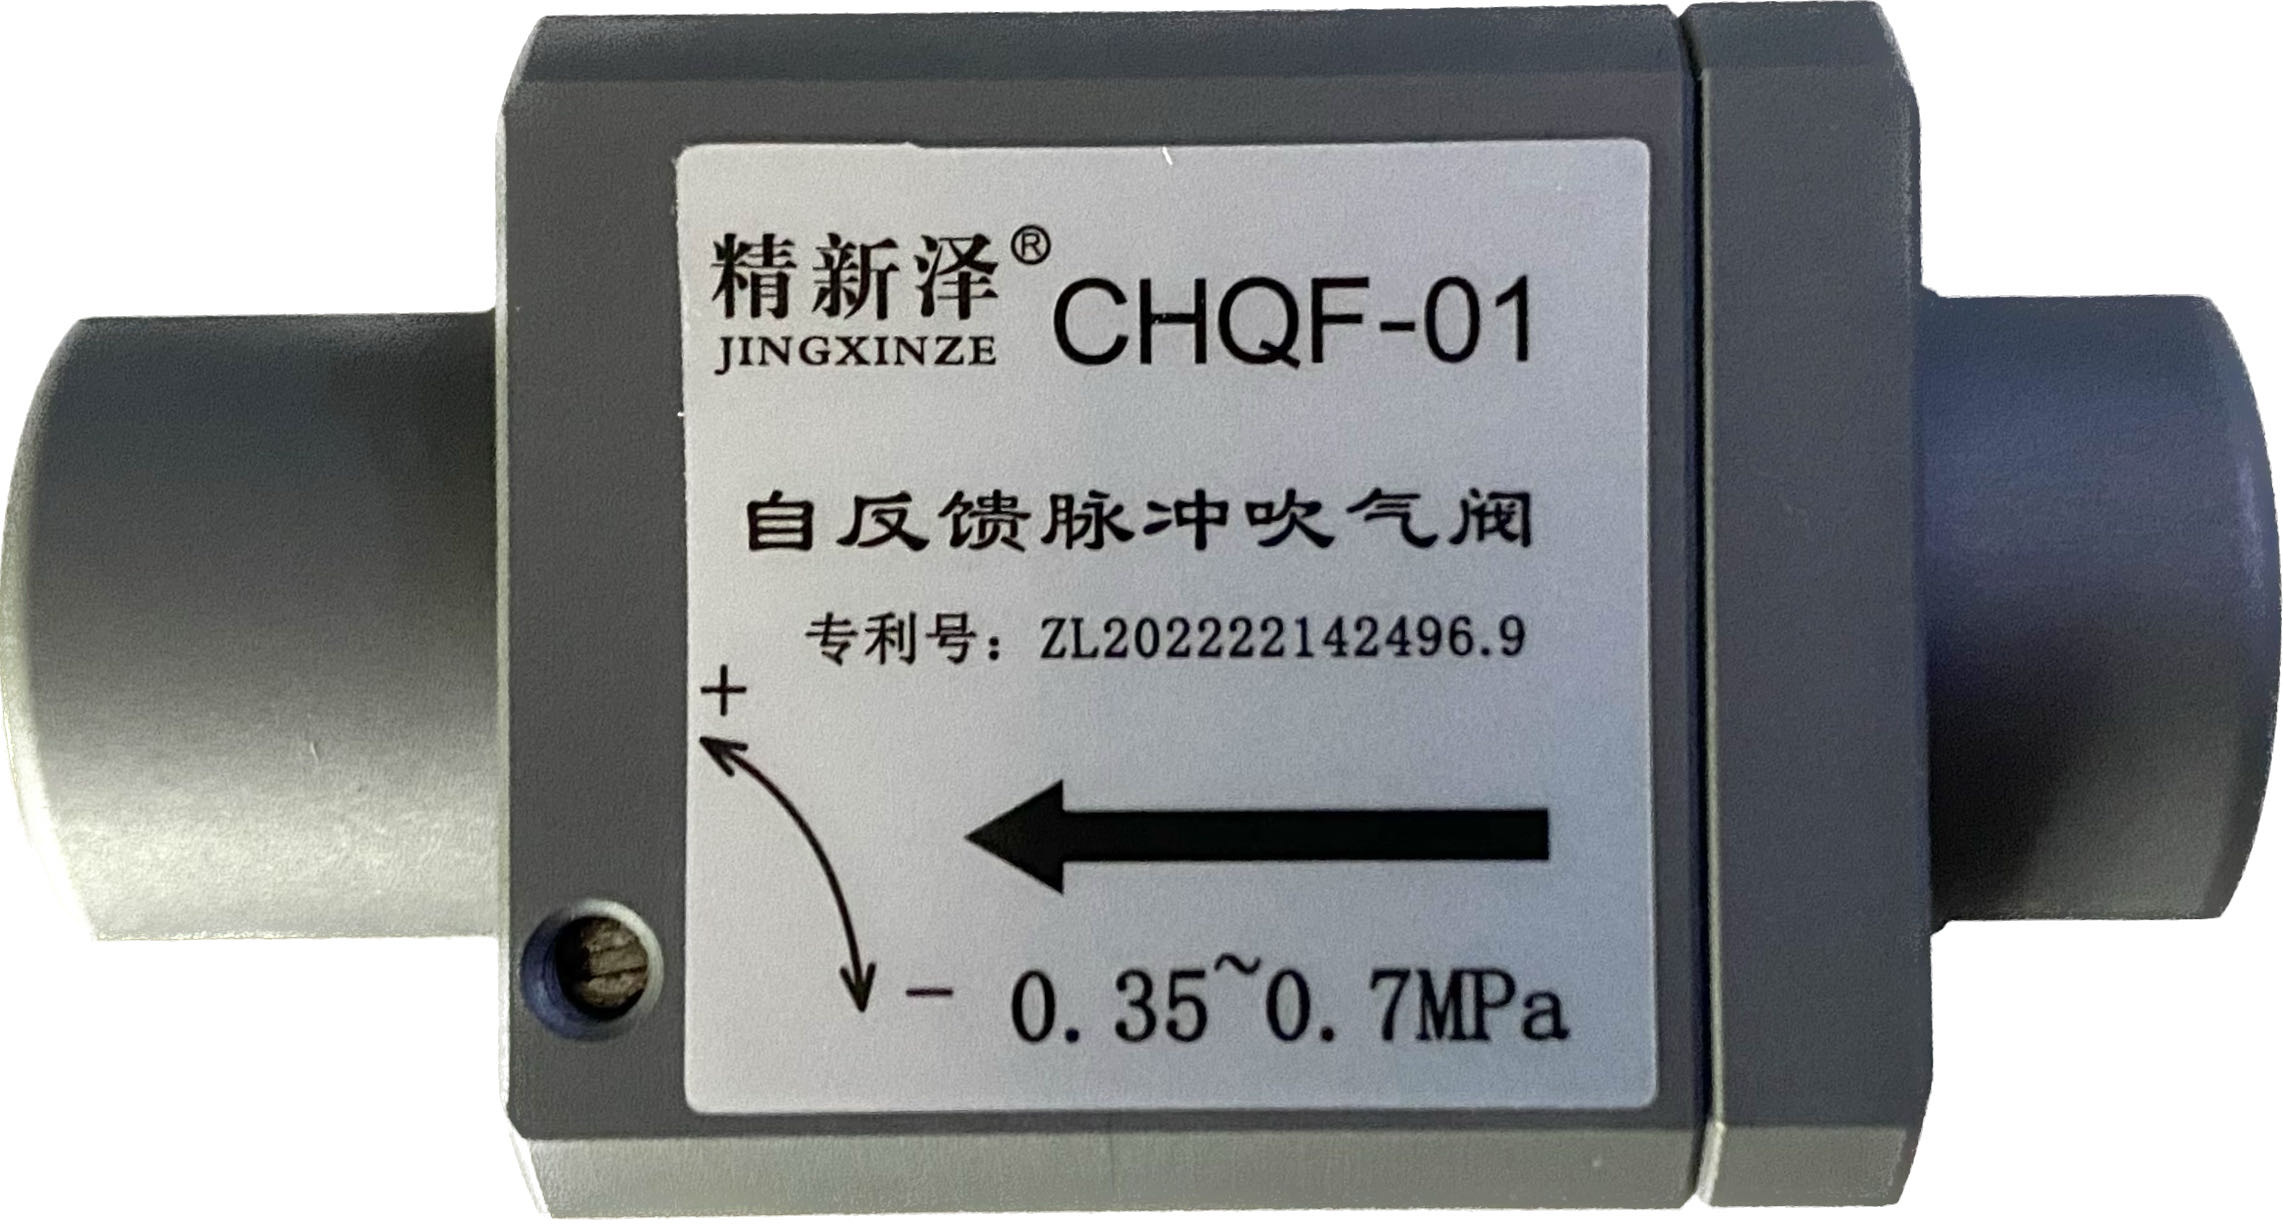 精新泽® CHQF-01
JINGXINZE
自反馈脉冲吹气阀
专利号：ZL202222142496.9
+
- 0.35~0.7MPa